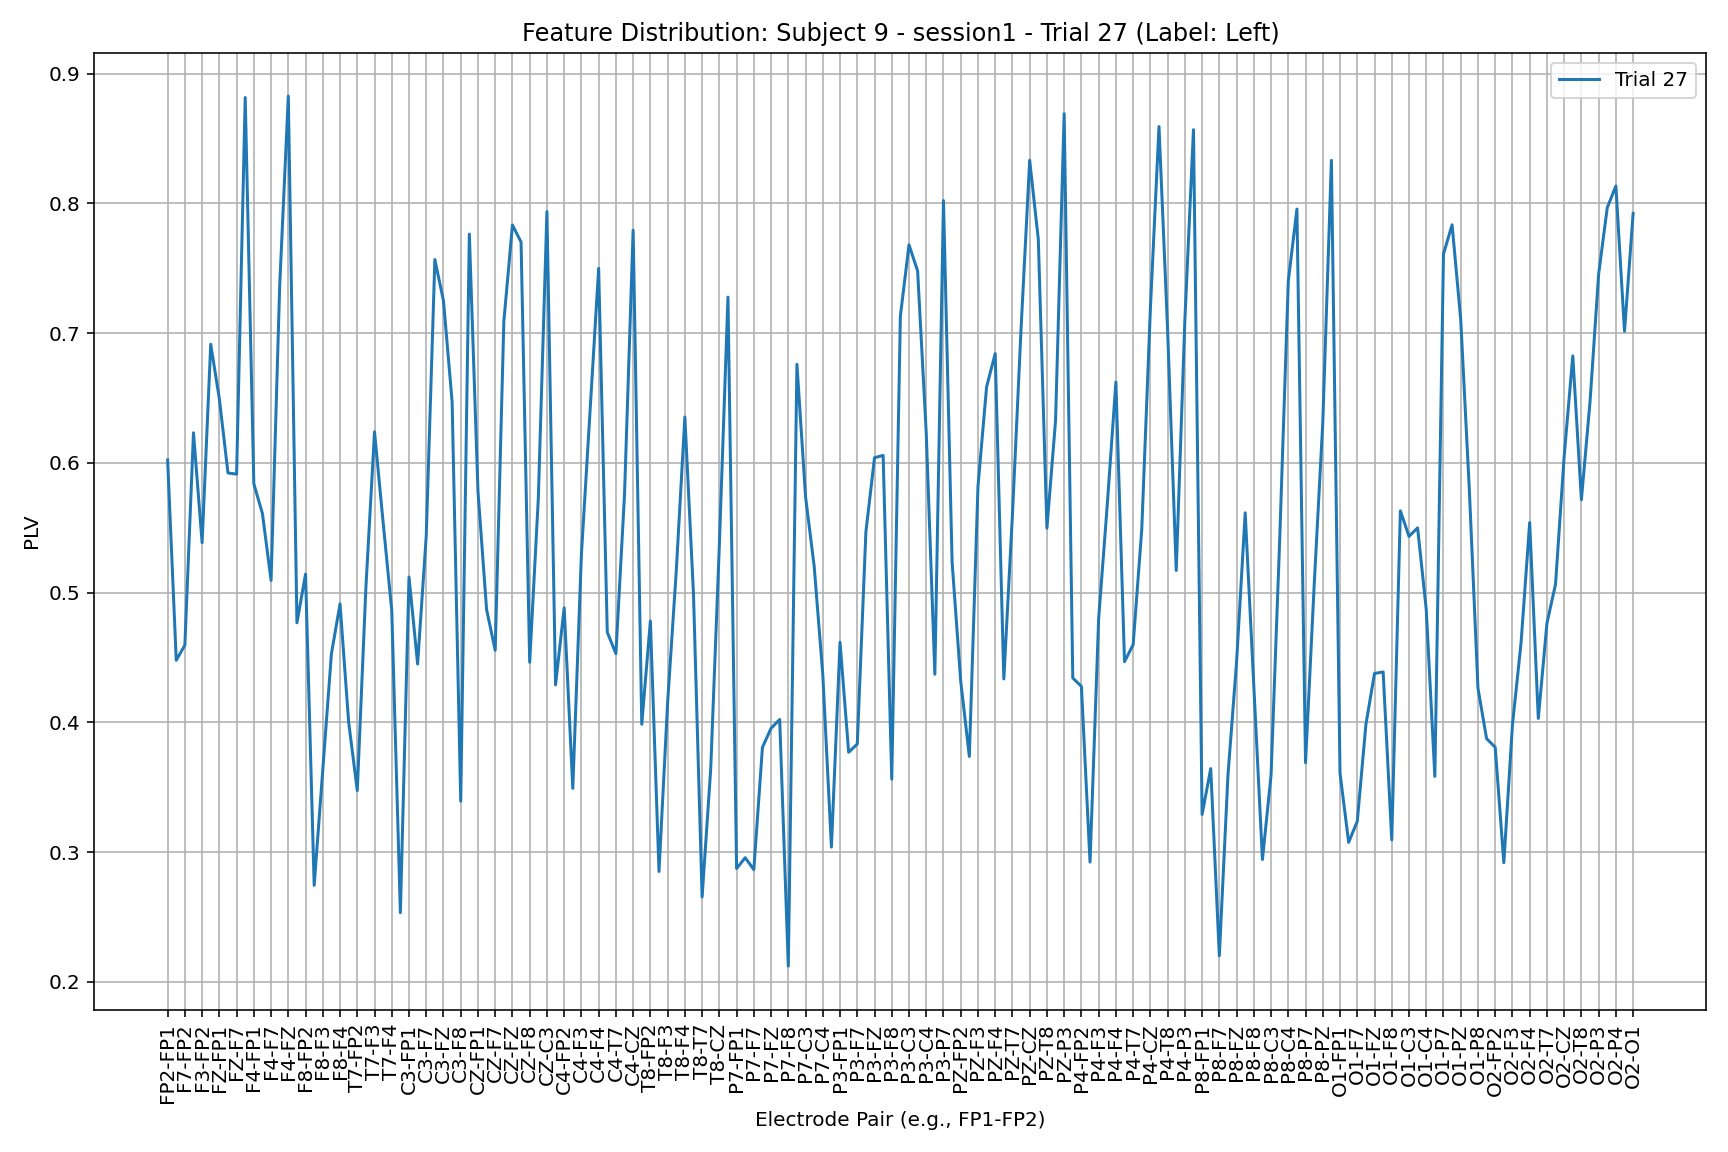 Feature Distribution: Subject 9 - session1 - Trial 27 (Label: Left)
Trial 27
0.9
0.8
0.7
0.6
0.5
0.4
0.3
0.2
PLV
FP2-FP1
F7-FP2
F3-FP2
FZ-FP1
FZ-F7
F4-FP1
F4-F7
F4-FZ
F8-FP2
F8-F3
F8-F4
T7-FP2
T7-F3
T7-F4
C3-FP1
C3-F7
C3-FZ
C3-F8
CZ-FP1
CZ-F3
CZ-FZ
CZ-F8
CZ-C3
C4-FP2
C4-F3
C4-F4
C4-T7
C4-CZ
T8-FP2
T8-F3
T8-F4
T8-T7
T8-CZ
P7-FP1
P7-F7
P7-FZ
P7-F8
P7-C3
P7-C4
P3-FP1
P3-F7
P3-FZ
P3-F8
P3-C3
P3-C4
P3-P7
PZ-FP2
PZ-F3
PZ-F4
PZ-T7
PZ-CZ
PZ-T8
PZ-P3
P4-FP2
P4-F3
P4-F4
P4-T7
P4-CZ
P4-T8
P4-P3
P8-FP1
P8-F7
P8-FZ
P8-F8
P8-C3
P8-C4
P8-P7
P8-PZ
O1-FP1
O1-F7
O1-FZ
O1-F8
O1-C3
O1-C4
O1-P7
O1-PZ
O1-P8
O2-FP2
O2-F3
O2-F4
O2-T7
O2-CZ
O2-T8
O2-P3
O2-P4
O2-O1
Electrode Pair (e.g., FP1-FP2)